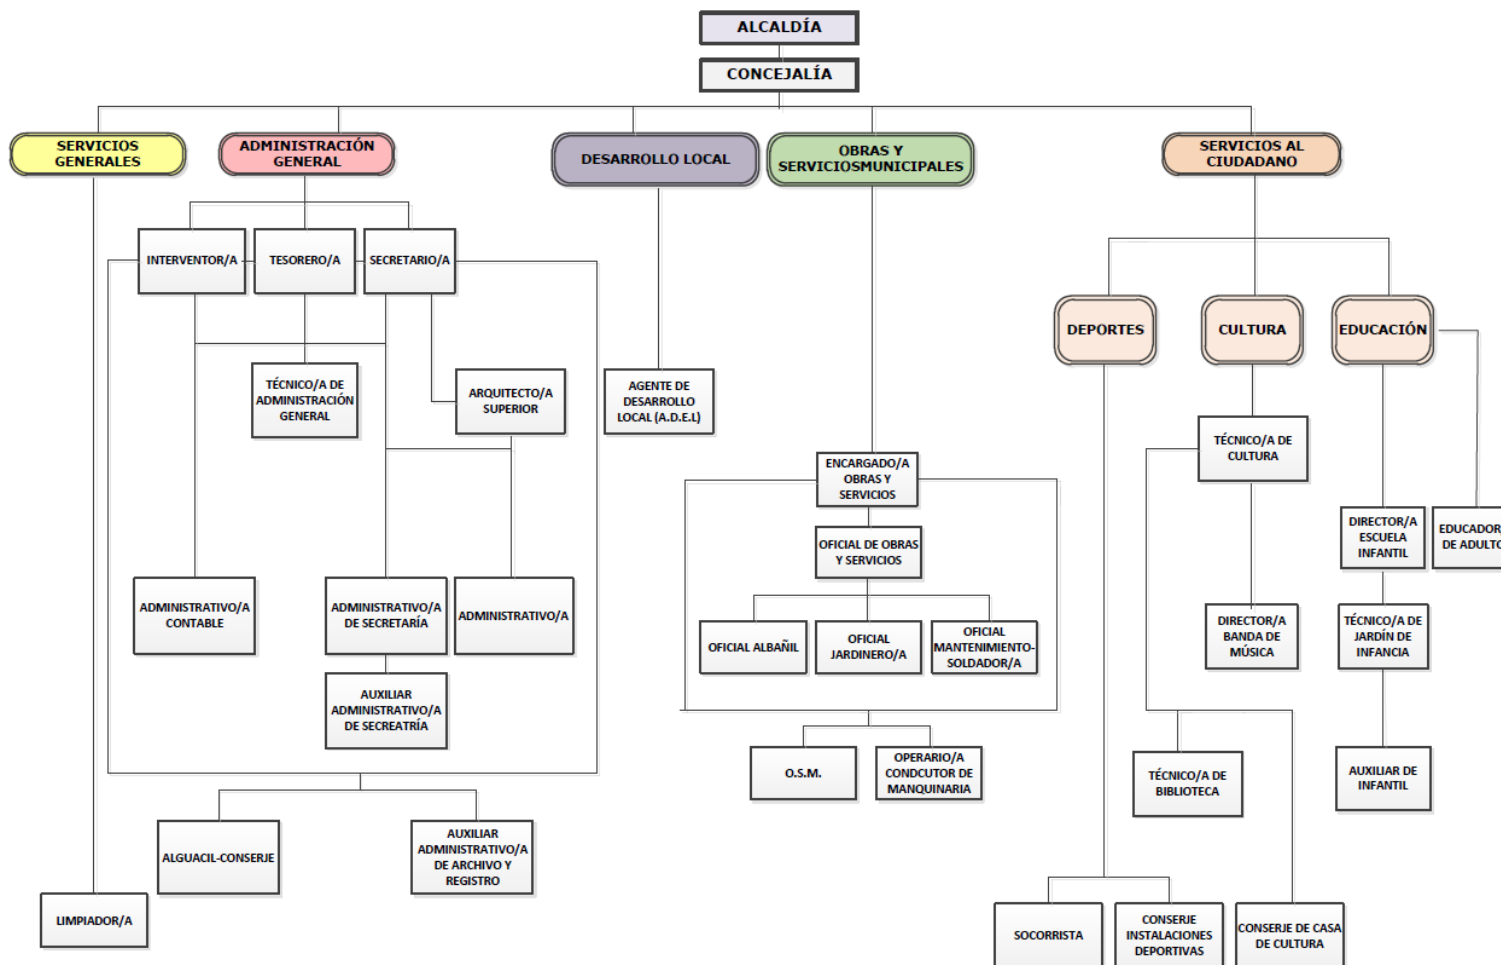 ALCALDÍA
CONCEJALÍA
SERVICIOS
GENERALES
ADMINISTRACIÓN
GENERAL
DESARROLLO LOCAL
OBRAS Y
SERVICIOSMUNICIPALES
SERVICIOS AL
CIUDADANO
INTERVENTOR/A
TESORERO/A
SECRETARIO/A
DEPORTES
CULTURA
EDUCACIÓN
TÉCNICO/A DE
ADMINISTRACIÓN
GENERAL
ARQUITECTO/A
SUPERIOR
AGENTE DE
DESARROLLO
LOCAL (A.D.E.L)
TÉCNICO/A DE
CULTURA
ENCARGADO/A
OBRAS Y
SERVICIOS
OFICIAL DE OBRAS
Y SERVICIOS
DIRECTOR/A
ESCUELA
INFANTIL
EDUCADOR/
DE ADULTO
ADMINISTRATIVO/A
CONTABLE
ADMINISTRATIVO/A
DE SECRETARÍA
ADMINISTRATIVO/A
OFICIAL ALBAÑIL
OFICIAL
JARDINERO/A
OFICIAL
MANTENIMIENTO-
SOLDADOR/A
DIRECTOR/A
BANDA DE
MÚSICA
TÉCNICO/A DE
JARDÍN DE
INFANCIA
AUXILIAR
ADMINISTRATIVO/A
DE SECREATRÍA
O.S.M.
OPERARIO/A
CONDCUTOR DE
MANQUINARIA
TÉCNICO/A DE
BIBLIOTECA
AUXILIAR DE
INFANTIL
ALGUACIL-CONSERJE
AUXILIAR
ADMINISTRATIVO/A
DE ARCHIVO Y
REGISTRO
LIMPIADOR/A
SOCORRISTA
CONSERJE
INSTALACIONES
DEPORTIVAS
CONSERJE DE CASA
DE CULTURA